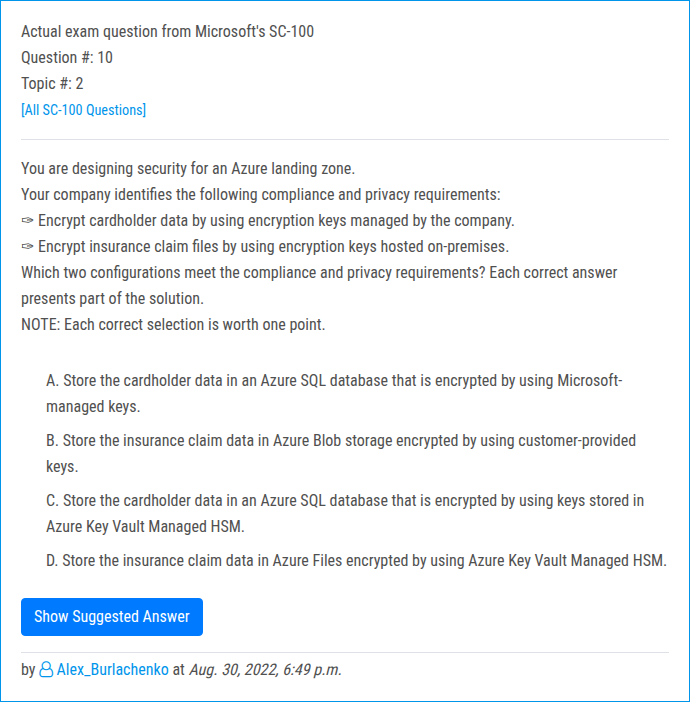 Actual exam question from Microsoft's SC-100
Question #: 10
Topic #: 2
[All SC-100 Questions]
You are designing security for an Azure landing zone.
Your company identifies the following compliance and privacy requirements:
✑ Encrypt cardholder data by using encryption keys managed by the company.
✑ Encrypt insurance claim files by using encryption keys hosted on-premises.
Which two configurations meet the compliance and privacy requirements? Each correct answer
presents part of the solution.
NOTE: Each correct selection is worth one point.
A. Store the cardholder data in an Azure SQL database that is encrypted by using Microsoft-
managed keys.
B. Store the insurance claim data in Azure Blob storage encrypted by using customer-provided
keys.
C. Store the cardholder data in an Azure SQL database that is encrypted by using keys stored in
Azure Key Vault Managed HSM.
D. Store the insurance claim data in Azure Files encrypted by using Azure Key Vault Managed HSM.
Show Suggested Answer
by Alex_Burlachenko at Aug. 30, 2022, 6:49 p.m.